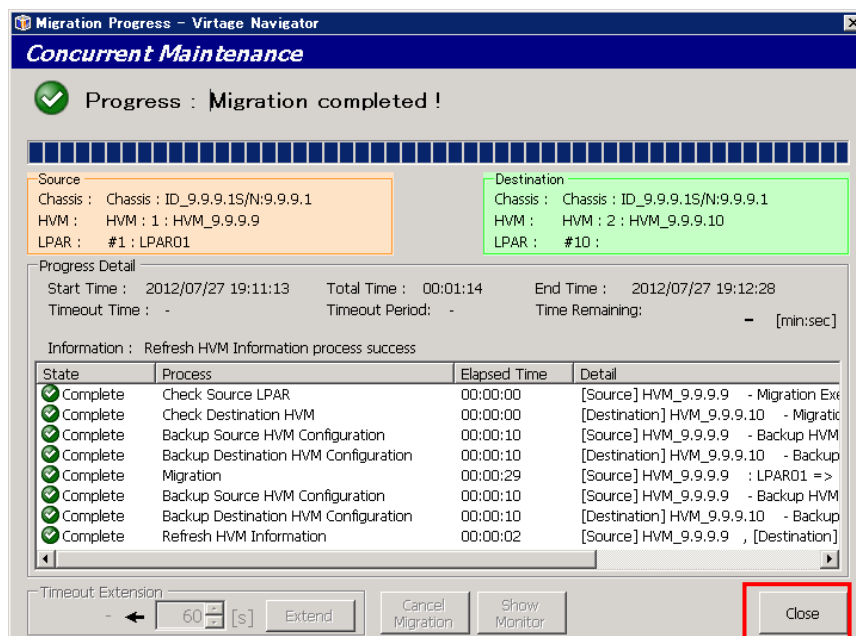 Migration Progress - Virtage Navigator
Concurrent Maintenance
Progress : Migration completed !
Source
Chassis : Chassis : ID_9.9.9.1S/N:9.9.9.1
HVM : HVM : 1 : HVM_9.9.9.9
LPAR : #1 : LPAR01
Destination
Chassis : Chassis : ID_9.9.9.1S/N:9.9.9.1
HVM : HVM : 2 : HVM_9.9.9.10
LPAR : #10 :
Progress Detail
Start Time : 2012/07/27 19:11:13 Total Time : 00:01:14 End Time : 2012/07/27 19:12:28
Timeout Time : - Timeout Period: - Time Remaining: - [min:sec]
Information : Refresh HVM Information process success
State Process Elapsed Time Detail
Complete Check Source LPAR 00:00:00 [Source] HVM_9.9.9.9 - Migration Exe
Complete Check Destination HVM 00:00:00 [Destination] HVM_9.9.9.10 - Migratic
Complete Backup Source HVM Configuration 00:00:10 [Source] HVM_9.9.9.9 - Backup HVM
Complete Backup Destination HVM Configuration 00:00:10 [Destination] HVM_9.9.9.10 - Backup
Complete Migration 00:00:29 [Source] HVM_9.9.9.9 : LPAR01 =>
Complete Backup Source HVM Configuration 00:00:10 [Source] HVM_9.9.9.9 - Backup HVM
Complete Backup Destination HVM Configuration 00:00:10 [Destination] HVM_9.9.9.10 - Backup
Complete Refresh HVM Information 00:00:02 [Source] HVM_9.9.9.9 , [Destination]
Timeout Extension
- 60 [s] Extend
Cancel Migration
Show Monitor
Close